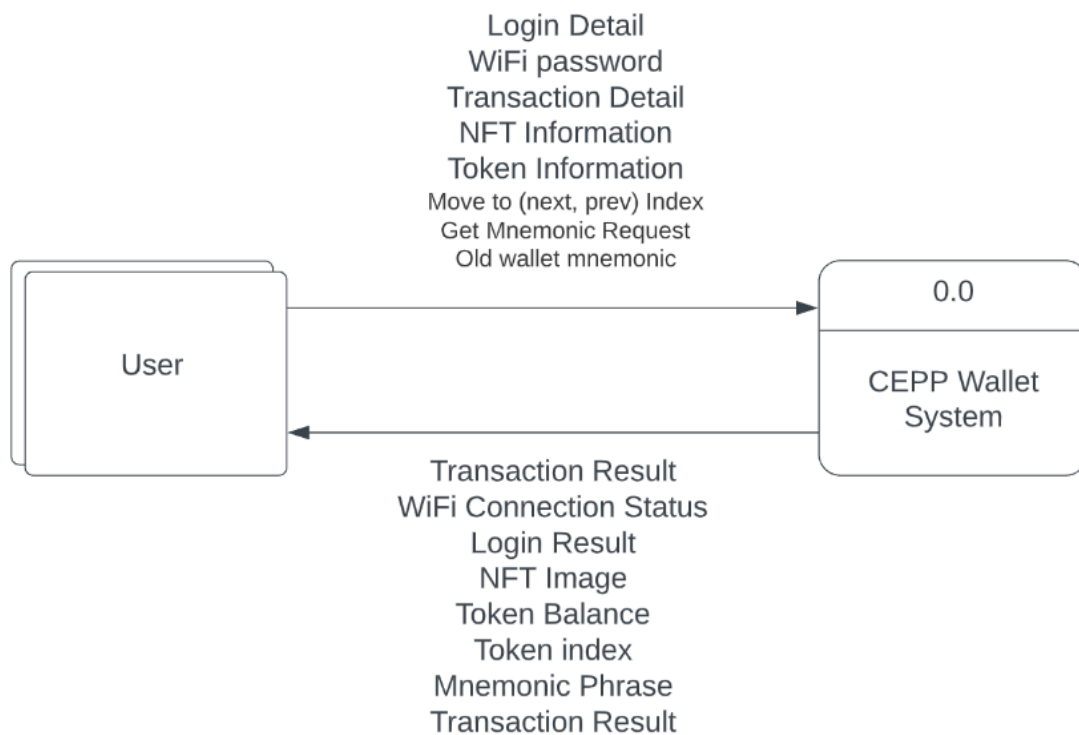 Login Detail
WiFi password
Transaction Detail
NFT Information
Token Information
Move to (next, prev) Index
Get Mnemonic Request
Old wallet mnemonic
User
0.0
CEPP Wallet
System
Transaction Result
WiFi Connection Status
Login Result
NFT Image
Token Balance
Token index
Mnemonic Phrase
Transaction Result